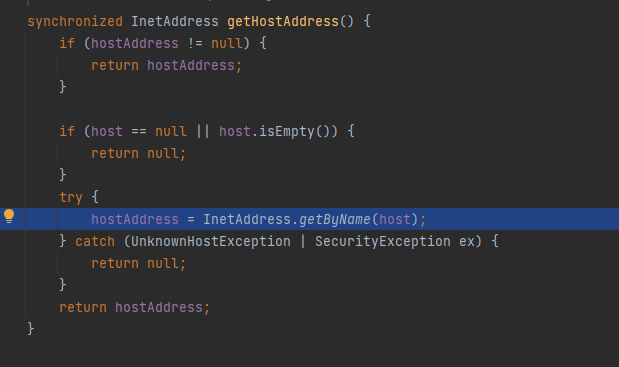 synchronized InetAddress getHostAddress() {
    if (hostAddress != null) {
        return hostAddress;
    }

    if (host == null || host.isEmpty()) {
        return null;
    }
    try {
        hostAddress = InetAddress.getByName(host);
    } catch (UnknownHostException | SecurityException ex) {
        return null;
    }
    return hostAddress;
}